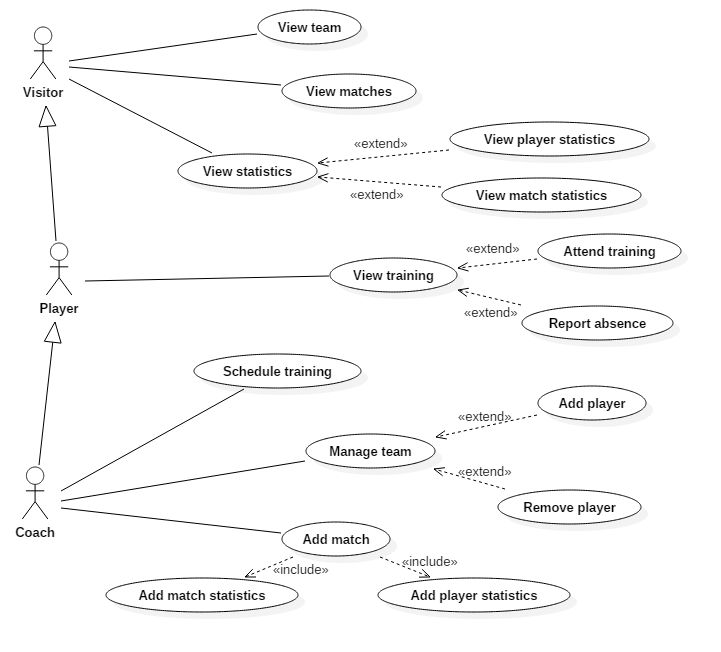 View team
Visitor
View matches
View statistics
«extend»
View player statistics
«extend»
View match statistics
Player
View training
«extend»
Attend training
«extend»
Report absence
Schedule training
Coach
Manage team
«extend»
Add player
«extend»
Remove player
Add match
«include»
«include»
Add match statistics
Add player statistics